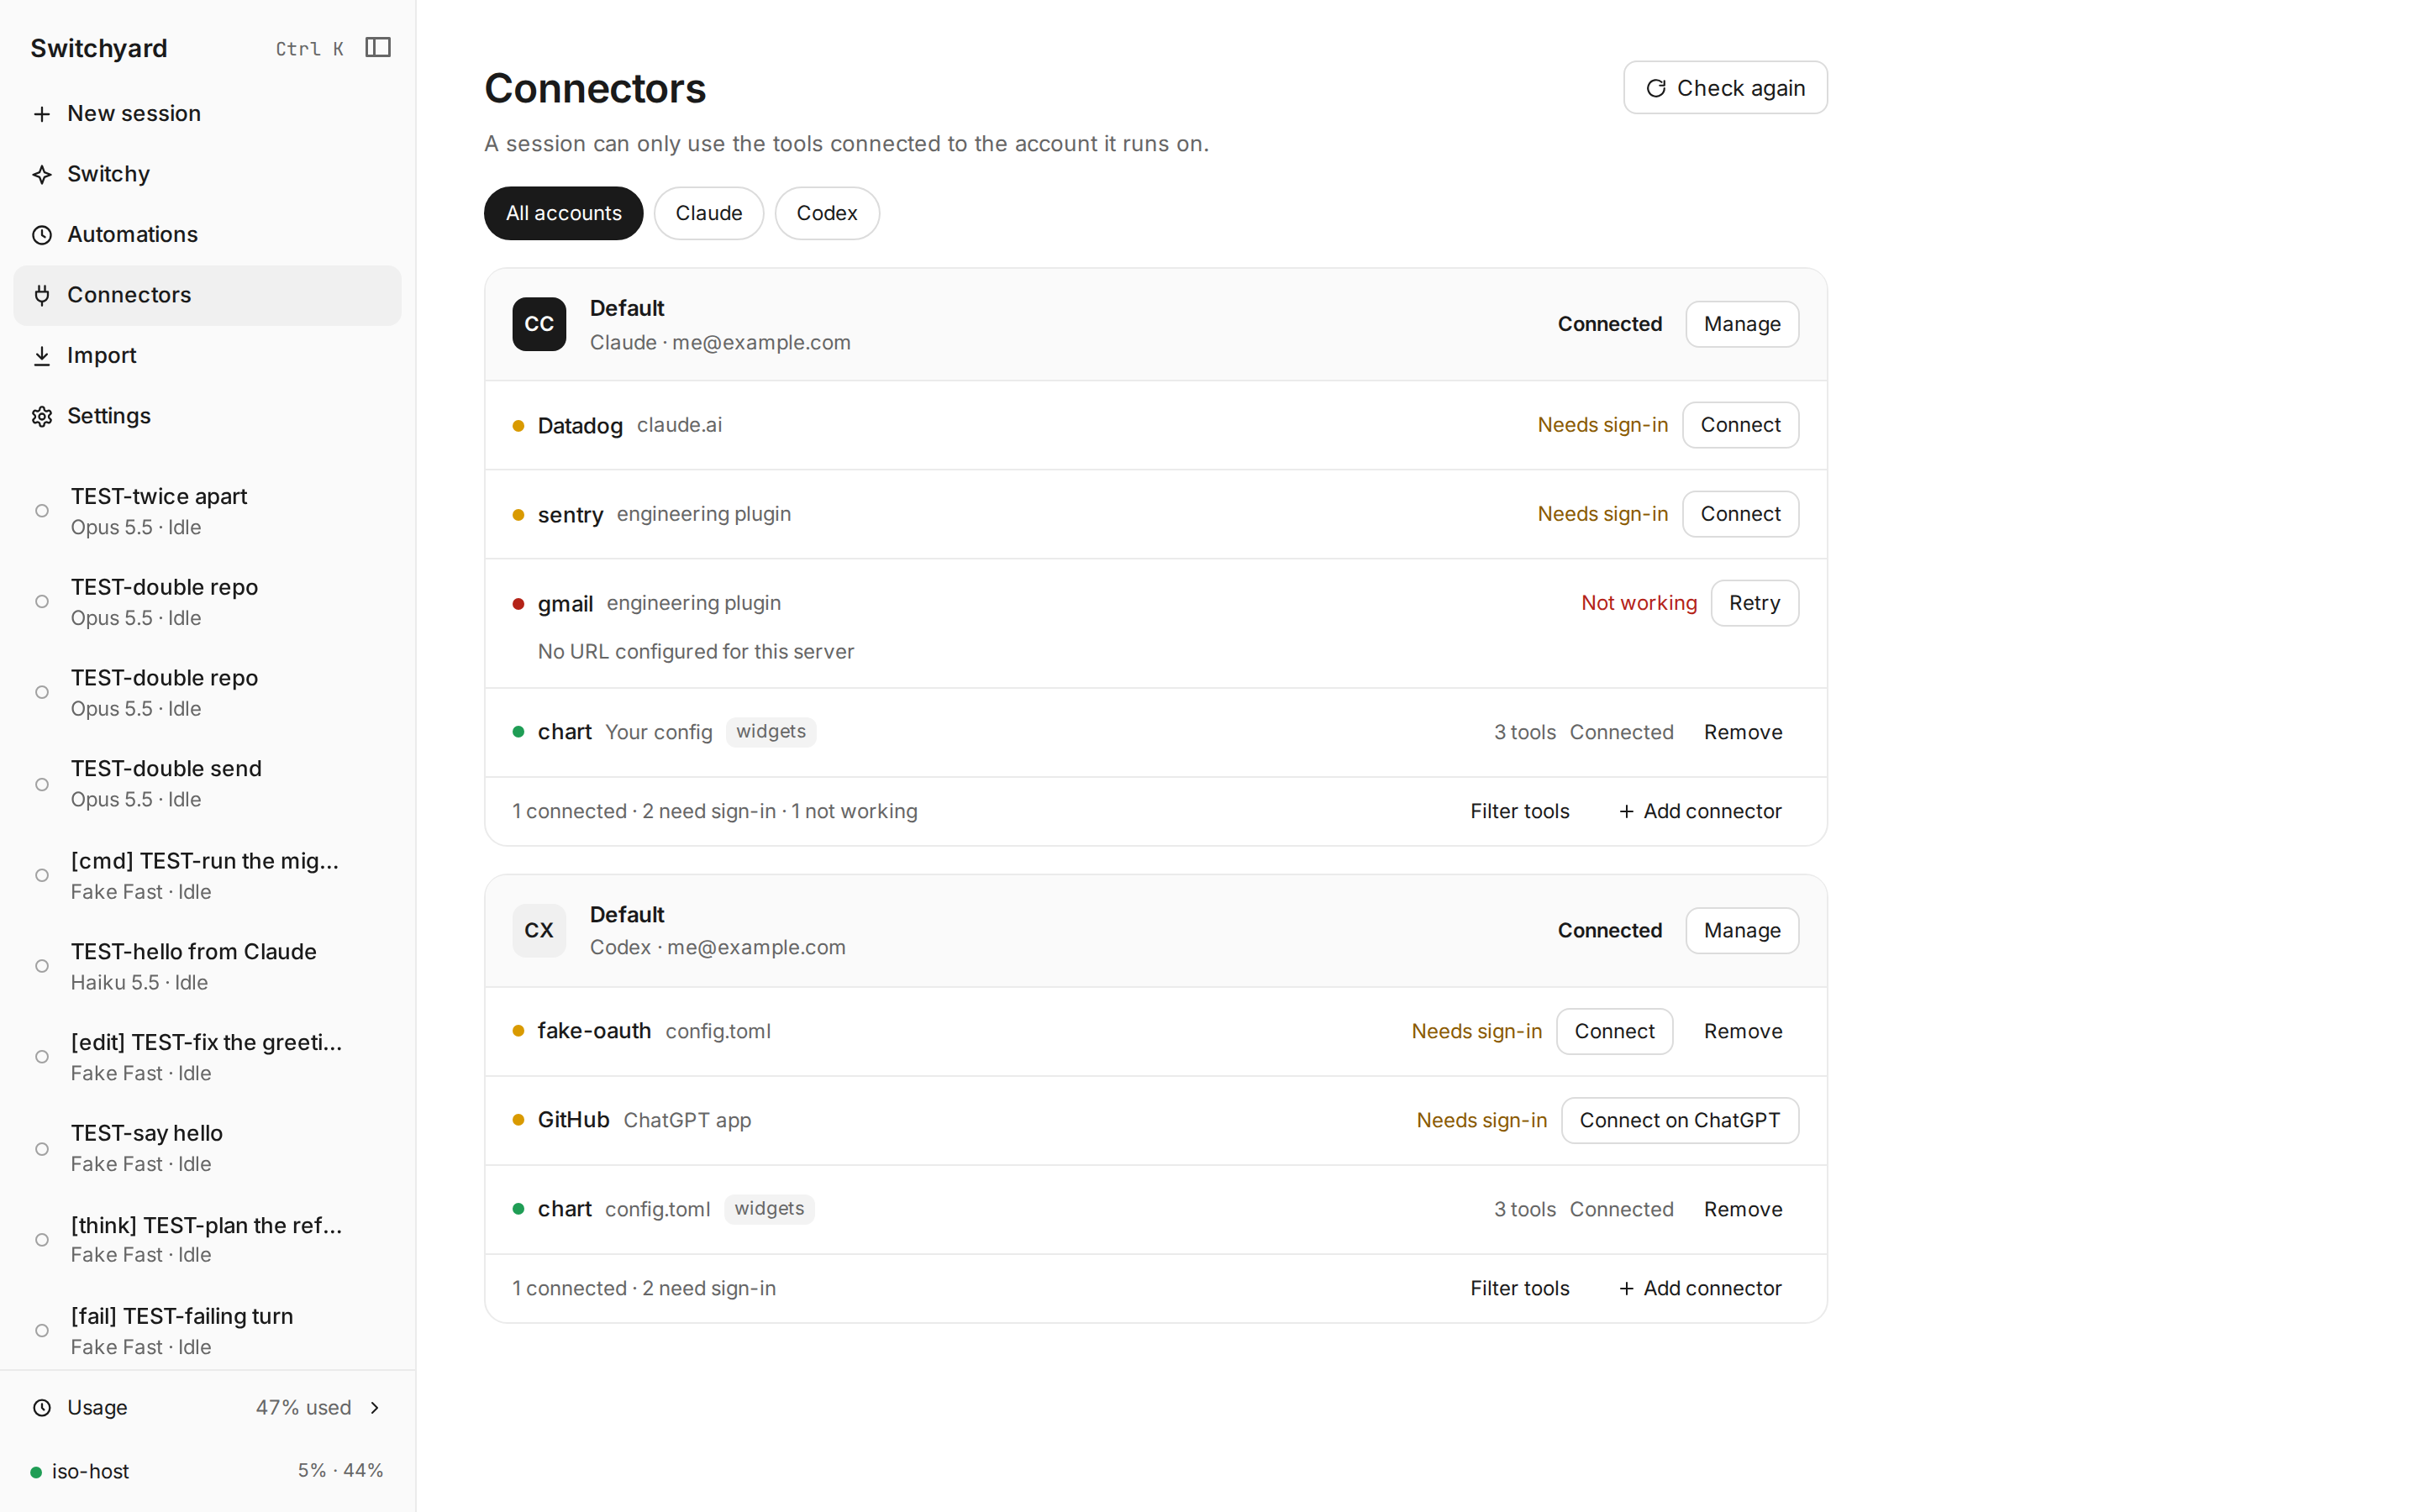 Switchyard Ctrl K
New session
Switchy
Automations
Connectors
Import
Settings
TEST-twice apart
Opus 5.5 · Idle
TEST-double repo
Opus 5.5 · Idle
TEST-double repo
Opus 5.5 · Idle
TEST-double send
Opus 5.5 · Idle
[cmd] TEST-run the mig...
Fake Fast · Idle
TEST-hello from Claude
Haiku 5.5 · Idle
[edit] TEST-fix the greeti...
Fake Fast · Idle
TEST-say hello
Fake Fast · Idle
[think] TEST-plan the ref...
Fake Fast · Idle
[fail] TEST-failing turn
Fake Fast · Idle
Usage 47% used
iso-host 5% · 44%
Connectors
Check again
A session can only use the tools connected to the account it runs on.
All accounts Claude Codex
CC Default Connected Manage
Claude · me@example.com
Datadog claude.ai Needs sign-in Connect
sentry engineering plugin Needs sign-in Connect
gmail engineering plugin Not working Retry
No URL configured for this server
chart Your config widgets 3 tools Connected Remove
1 connected · 2 need sign-in · 1 not working Filter tools + Add connector
CX Default Connected Manage
Codex · me@example.com
fake-oauth config.toml Needs sign-in Connect Remove
GitHub ChatGPT app Needs sign-in Connect on ChatGPT
chart config.toml widgets 3 tools Connected Remove
1 connected · 2 need sign-in Filter tools + Add connector